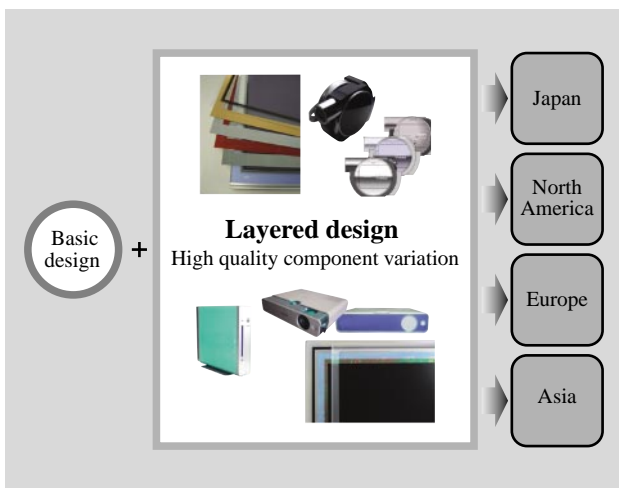 Basic
design
+
Layered design
High quality component variation
Japan
North
America
Europe
Asia